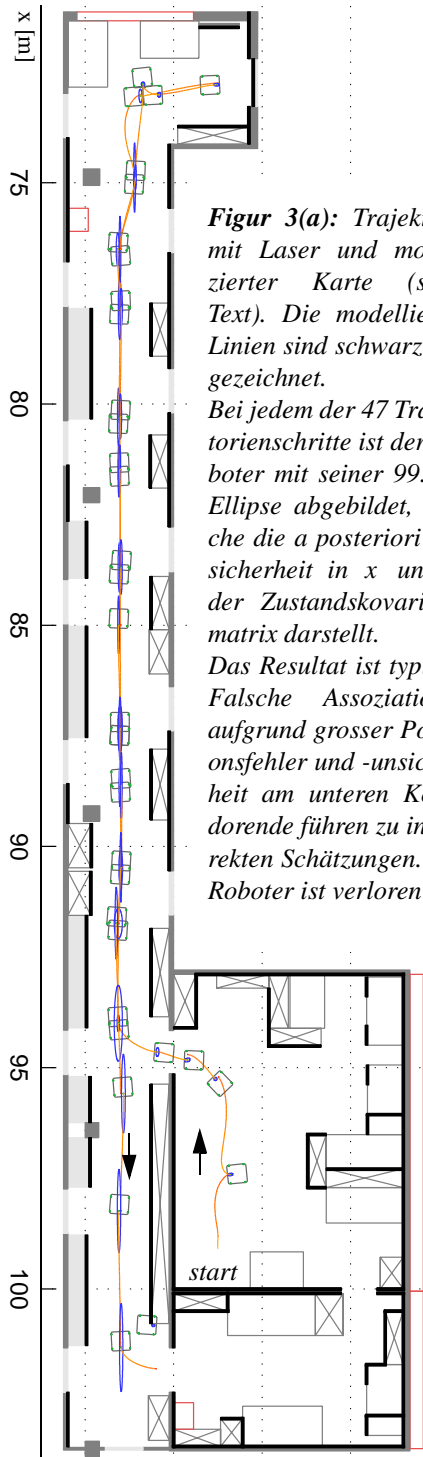 x [m]
75
80
85
90
95
100
Figur 3(a): Trajek
mit Laser und mo
zierter Karte (s
Text). Die modellie
Linien sind schwarz
gezeichnet.
Bei jedem der 47 Tra
torienschritte ist der
boter mit seiner 99.
Ellipse abgebildet,
che die a posteriori
sicherheit in x un
der Zustandskovari
matrix darstellt.
Das Resultat ist typ
Falsche Assoziatio
aufgrund grosser Po
onsfehler und -unsic
heit am unteren Ko
dorende führen zu in
rekten Schätzungen.
Roboter ist verloren
start